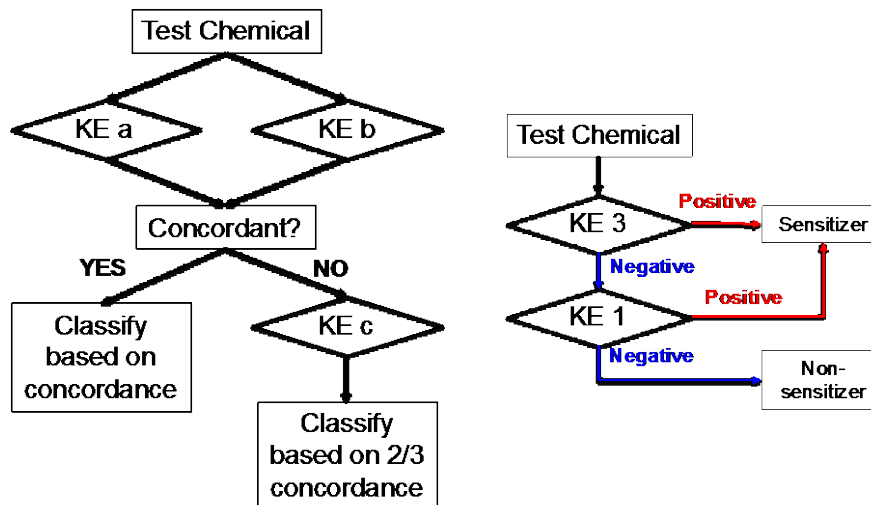 Test Chemical
KE a
KE b
Concordant?
YES
NO
Classify
based on
concordance
KE c
Classify
based on 2/3
concordance
Test Chemical
KE 3
Positive
Sensitizer
Negative
KE 1
Positive
Negative
Non-
sensitizer